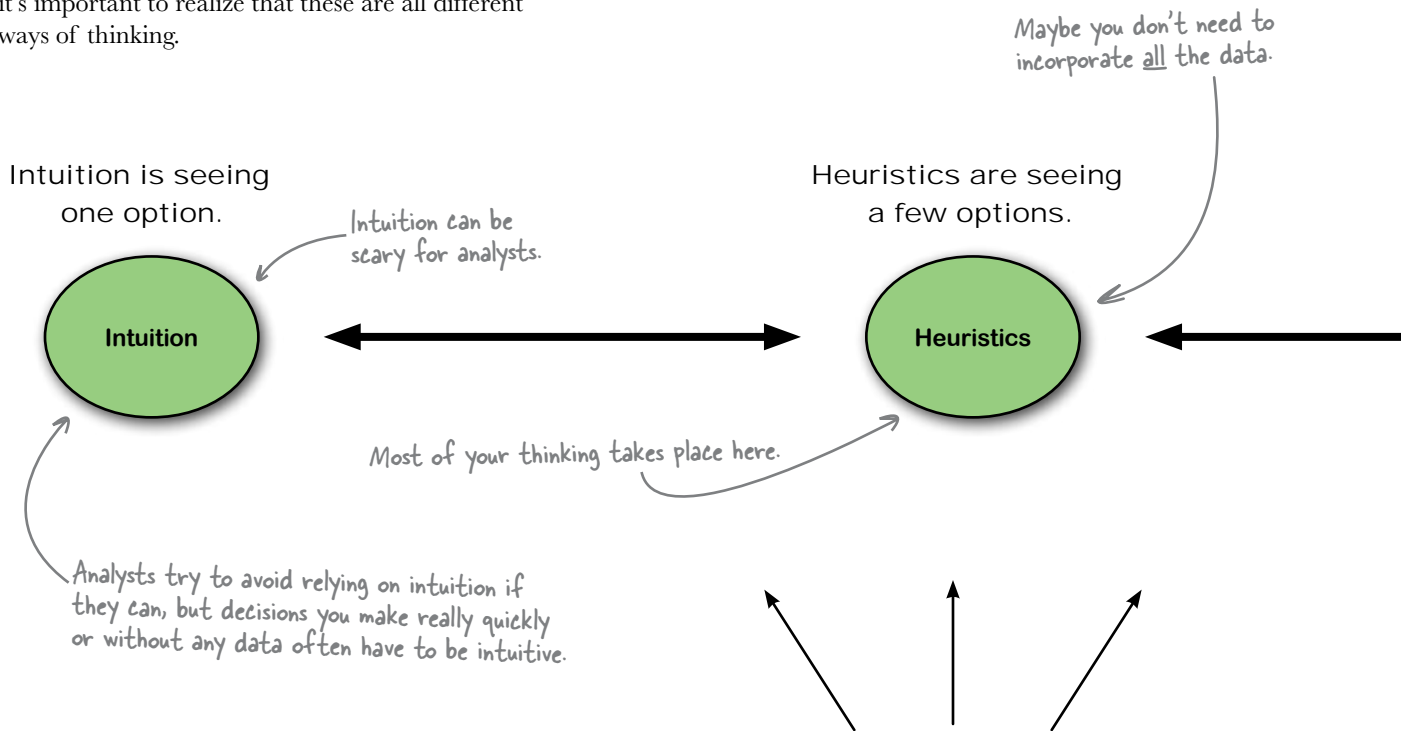 it's important to realize that these are all different
ways of thinking.
Maybe you don't need to
incorporate all the data.
Intuition is seeing
one option.
Intuition can be
scary for analysts.
Heuristics are seeing
a few options.
Intuition
Heuristics
Most of your thinking takes place here.
Analysts try to avoid relying on intuition if
they can, but decisions you make really quickly
or without any data often have to be intuitive.